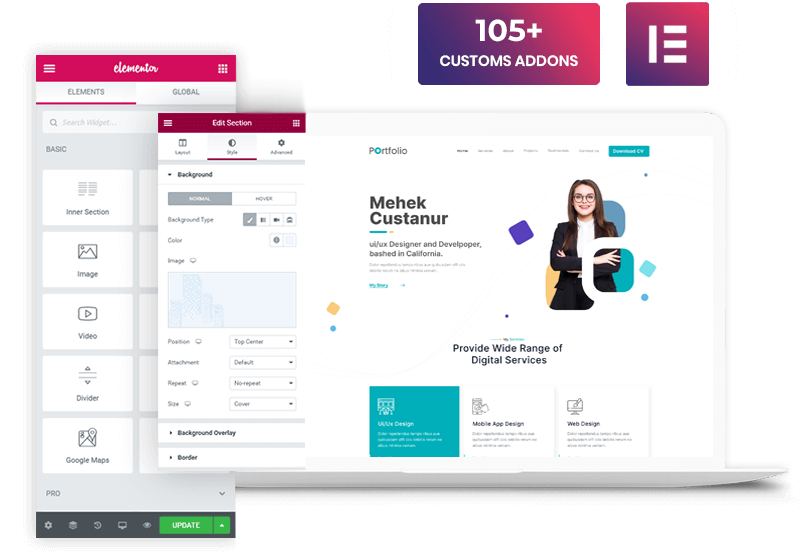 105+
CUSTOMS ADDONS
elementor
ELEMENTS
GLOBAL
Search Widget...
BASIC
Inner Section
Image
Video
Divider
Google Maps
PRO
UPDATE
Edit Section
Layout
Style
Advanced
Background
NORMAL
HOVER
Background Type
Color
Image
Position
Top Center
Attachment
Default
Repeat
No-repeat
Size
Cover
Background Overlay
Border
POrtfolio
Home
Services
About
Projects
Testimonials
Contact Us
Download CV
Mehek
Custanur
ui/ux Designer and Develpoper,
bashed in California.
My Story
My Services
Provide Wide Range of
Digital Services
UI/Ux Design
Mobile App Design
Web Design